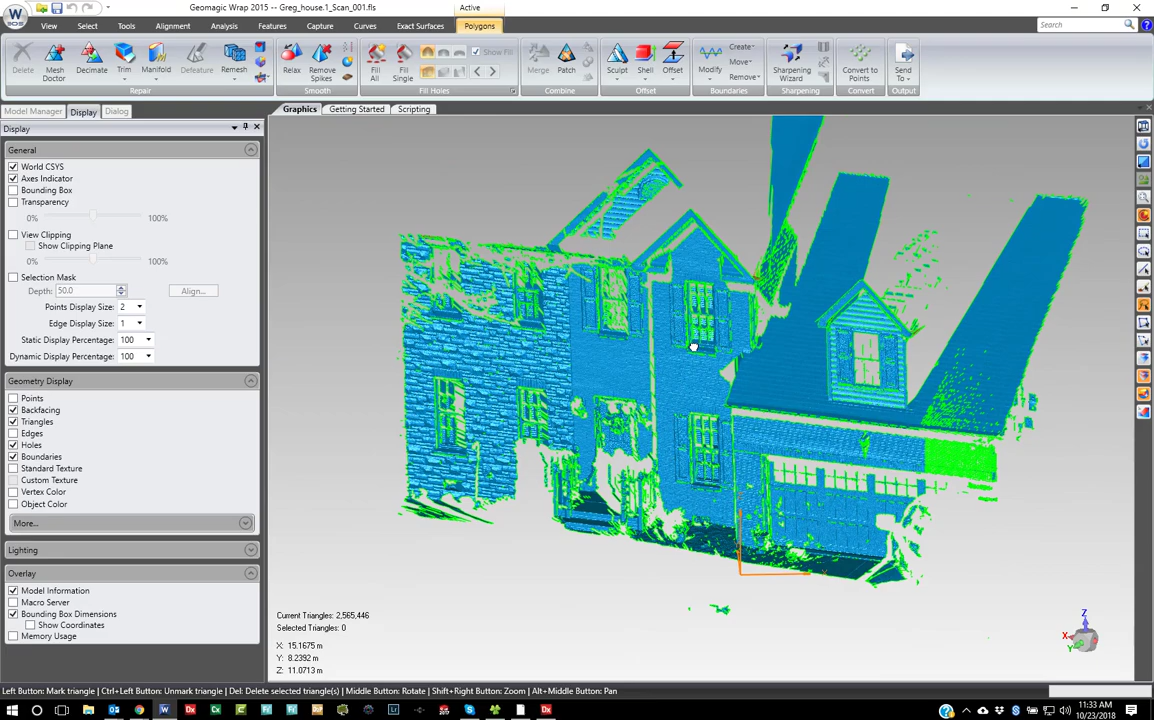 Geomagic Wrap 2015 -- Greg_house.1_Scan_001.fls
Active
View
Select
Tools
Alignment
Analysis
Features
Capture
Curves
Exact Surfaces
Polygons
Search
Delete
Mesh Doctor
Decimate
Trim
Manifold
Defeature
Remesh
Repair
Relax
Remove Spikes
Smooth
Fill All
Fill Single
Show Fill
Fill Holes
Merge
Patch
Combine
Sculpt
Shell
Offset
Offset
Modify
Create
Move
Remove
Boundaries
Sharpening Wizard
Sharpening
Convert to Points
Convert
Send To
Output
Model Manager
Display
Dialog
Graphics
Getting Started
Scripting
Display
General
World CSYS
Axes Indicator
Bounding Box
Transparency
0%
100%
View Clipping
Show Clipping Plane
0%
100%
Selection Mask
Depth: 50.0
Align...
Points Display Size: 2
Edge Display Size: 1
Static Display Percentage: 100
Dynamic Display Percentage: 100
Geometry Display
Points
Backfacing
Triangles
Edges
Holes
Boundaries
Standard Texture
Custom Texture
Vertex Color
Object Color
More...
Lighting
Overlay
Model Information
Macro Server
Bounding Box Dimensions
Show Coordinates
Memory Usage
Current Triangles: 2,565,446
Selected Triangles: 0
X: 15.1675 m
Y: 8.2392 m
Z: 11.0713 m
Z
X
Y
Left Button: Mark triangle | Ctrl+Left Button: Unmark triangle | Del: Delete selected triangle(s) | Middle Button: Rotate | Shift+Right Button: Zoom | Alt+Middle Button: Pan
11:33 AM
10/23/2018